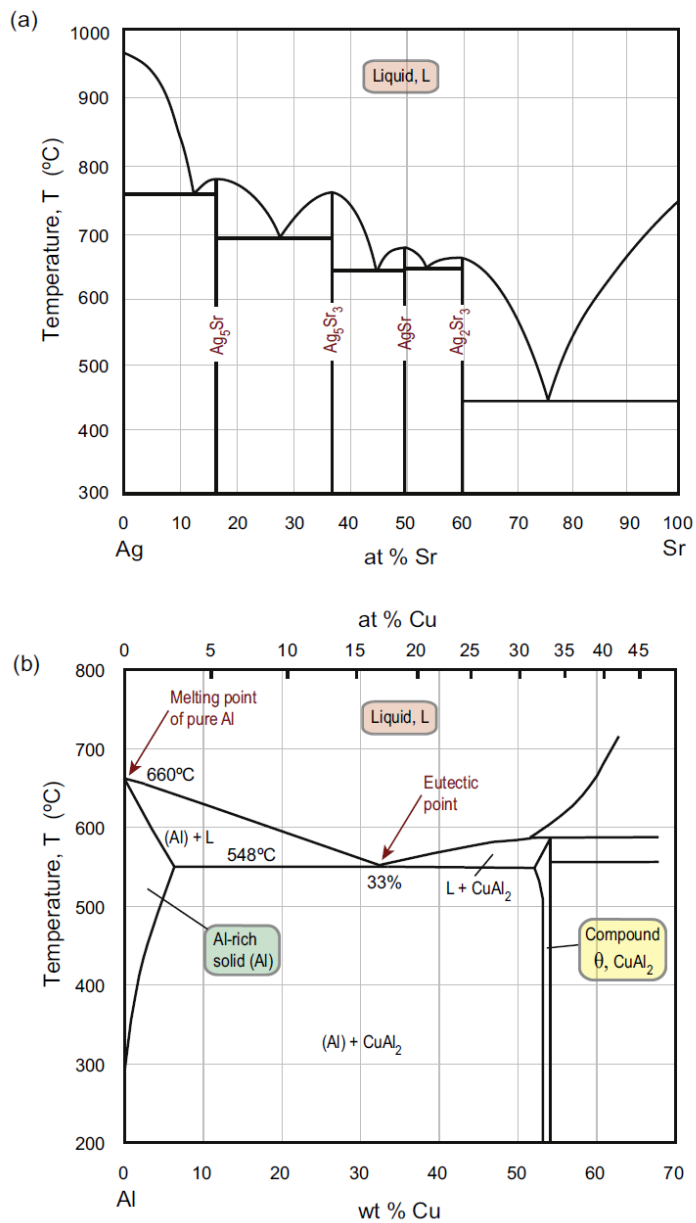 (a)
1000
900
800
700
600
500
400
300
Temperature, T (ºC)
Liquid, L
Ag5Sr
Ag5Sr3
AgSr
Ag2Sr3
0 10 20 30 40 50 60 70 80 90 100
Ag Sr
at % Sr
at % Cu
0 5 10 15 20 25 30 35 40 45
(b)
800
700
600
500
400
300
200
Temperature, T (ºC)
Melting point
of pure Al
Liquid, L
660ºC
Eutectic
point
(Al) + L
548ºC
33%
L + CuAl2
Al-rich
solid (Al)
Compound
θ, CuAl2
(Al) + CuAl2
0 10 20 30 40 50 60 70
Al
wt % Cu